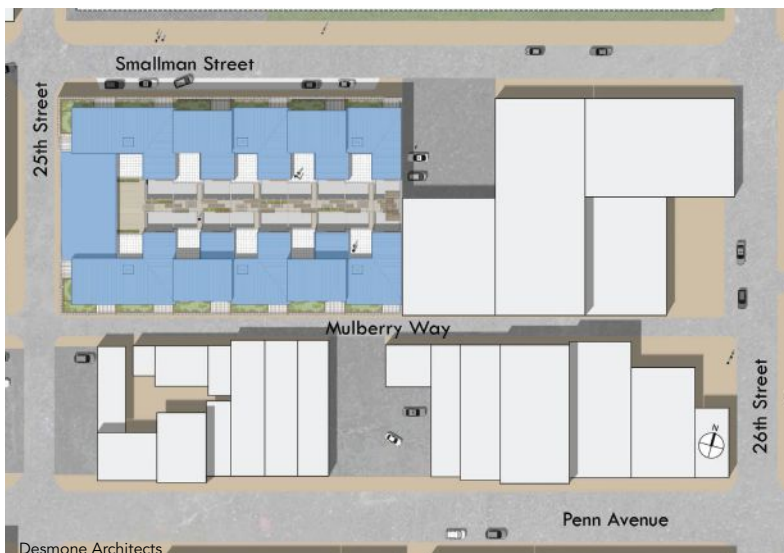 Smallman Street
25th Street
Mulberry Way
26th Street
N
Penn Avenue
Desmone Architects